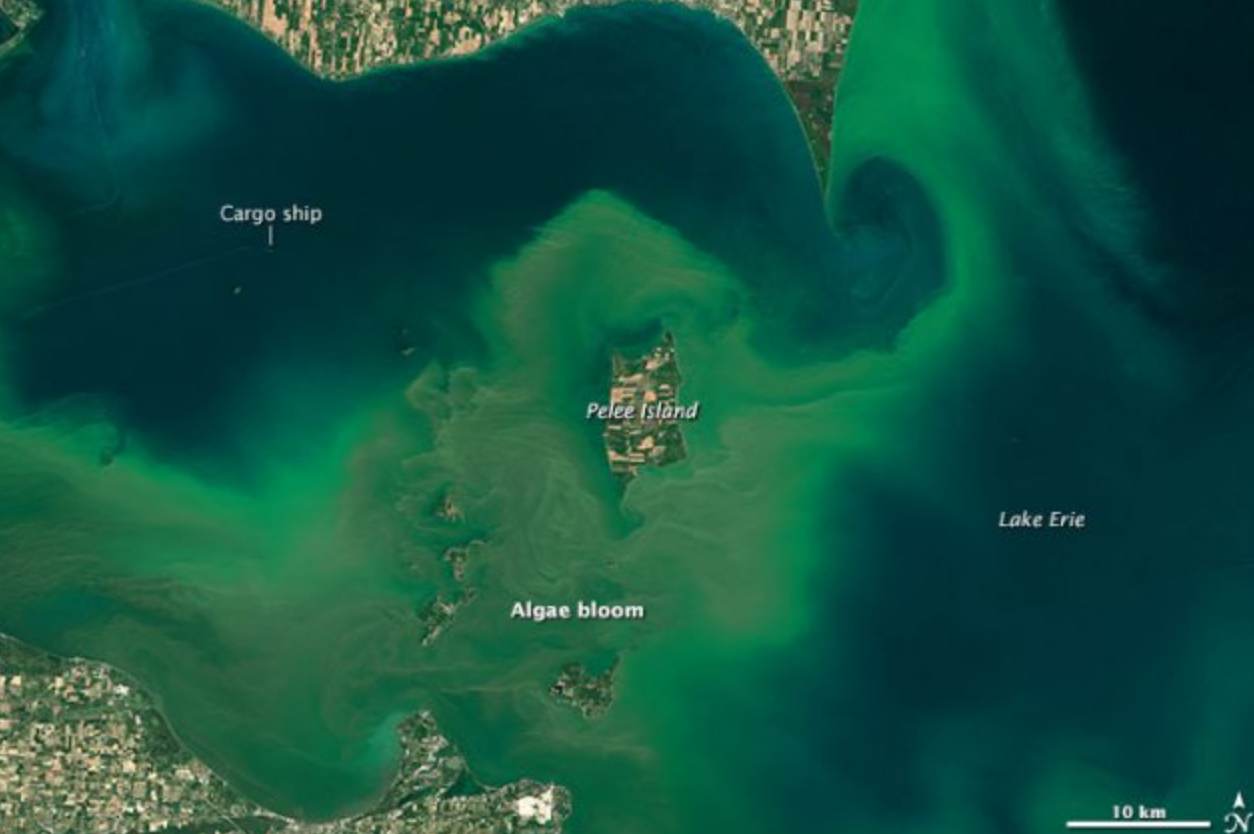 Cargo ship
Pelee Island
Lake Erie
Algae bloom
10 km
N